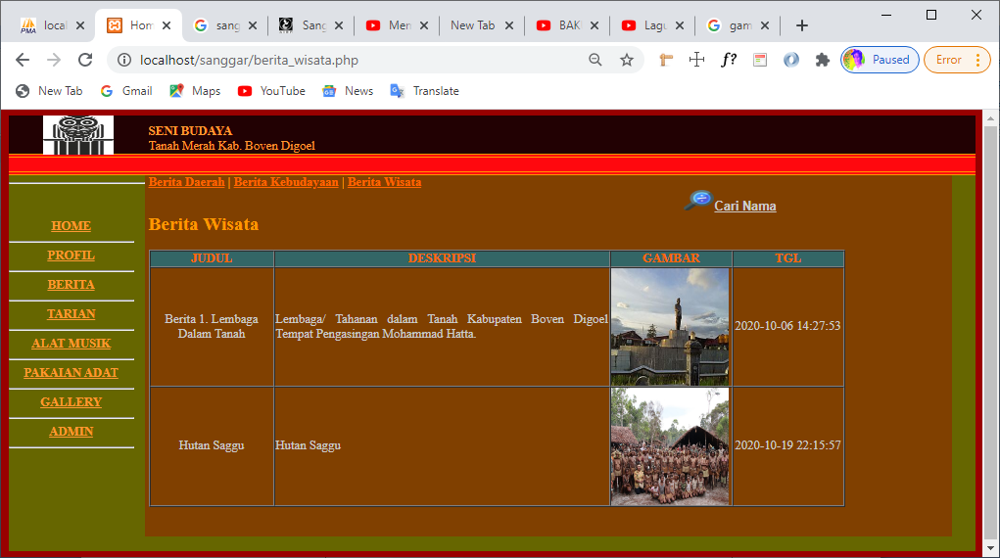 PMA
local
Hom
sang
Sang
Men
New Tab
BAK
Lagu
gam
localhost/sanggar/berita_wisata.php
f?
Paused
Error
New Tab
Gmail
Maps
YouTube
News
Translate
SENI BUDAYA
Tanah Merah Kab. Boven Digoel
Berita Daerah | Berita Kebudayaan | Berita Wisata
Cari Nama
HOME
PROFIL
BERITA
TARIAN
ALAT MUSIK
PAKAIAN ADAT
GALLERY
ADMIN
Berita Wisata
JUDUL DESKRIPSI GAMBAR TGL
Berita 1. Lembaga
Dalam Tanah
Lembaga/ Tahanan dalam Tanah Kabupaten Boven Digoel
Tempat Pengasingan Mohammad Hatta.
2020-10-06 14:27:53
Hutan Saggu
Hutan Saggu
2020-10-19 22:15:57